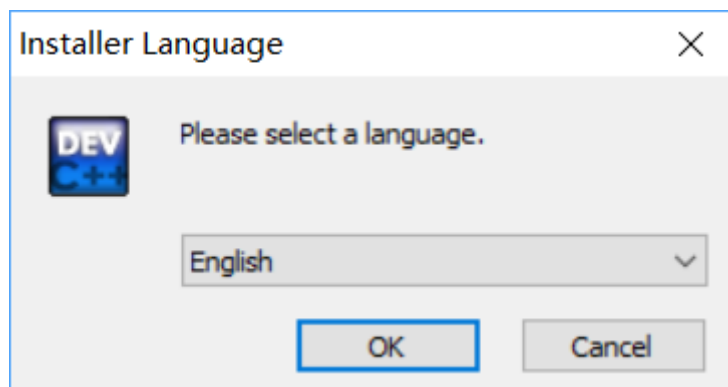 Installer Language
DEV
C++
Please select a language.
English
OK Cancel